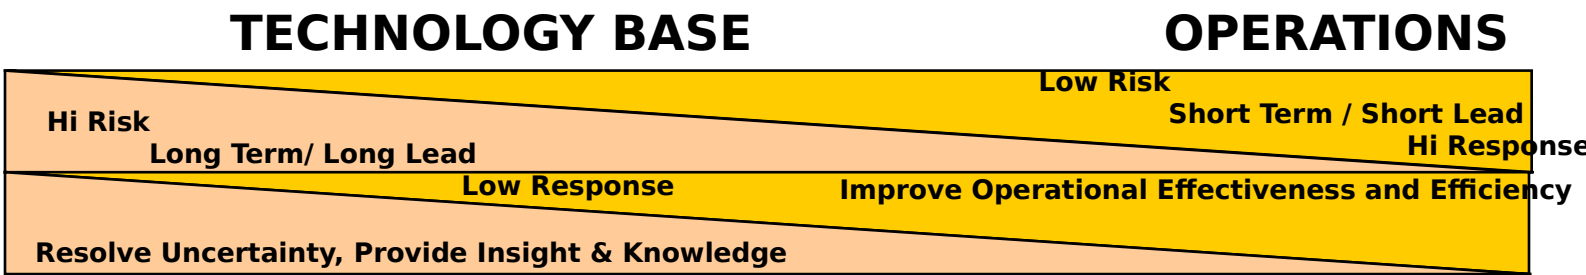 TECHNOLOGY BASE OPERATIONS
Low Risk
Short Term / Short Lead
Hi Risk
Hi Response
Long Term/ Long Lead
Low Response
Improve Operational Effectiveness and Efficiency
Resolve Uncertainty, Provide Insight & Knowledge